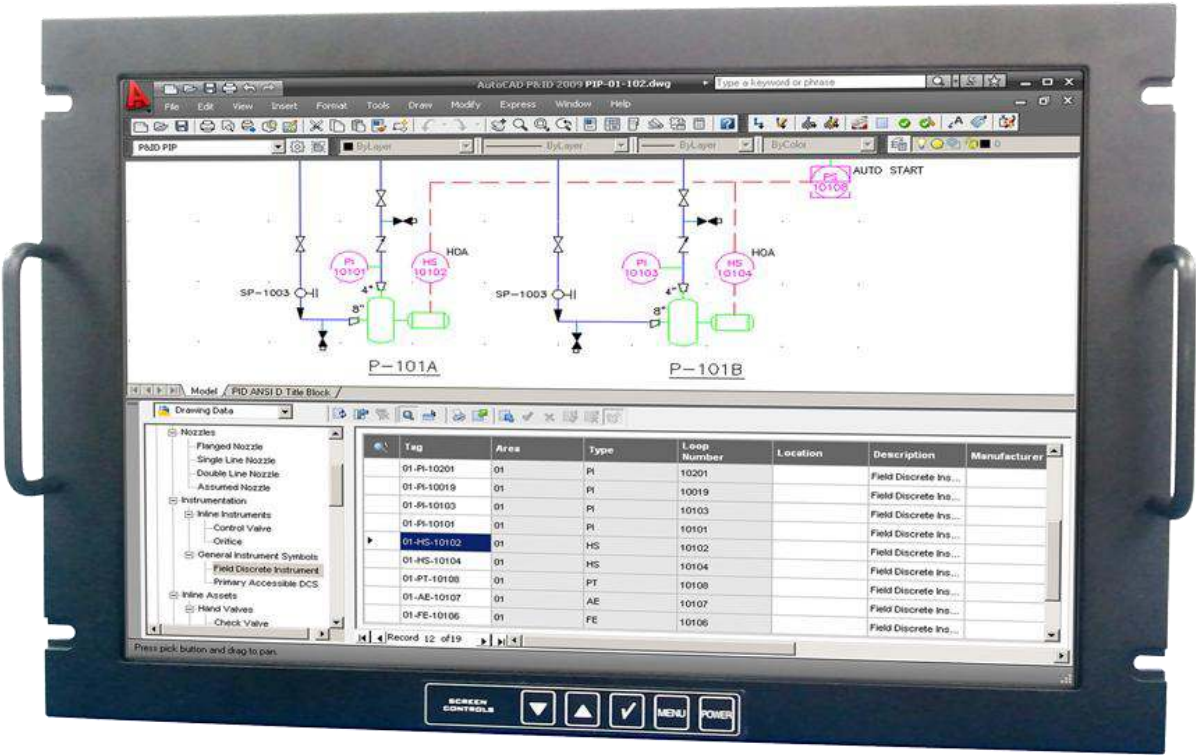 AutoCAD P&ID 2009 PIP-01-102.dwg
Type a keyword or phrase
File Edit View Insert Format Tools Draw Modify Express Window Help
P&ID PIP
ByLayer
ByLayer
ByLayer
ByColor
0
PS
10108
AUTO START
HOA
HOA
PI
10101
HS
10102
PI
10103
HS
10104
SP-1003
4"
8"
SP-1003
4"
8"
P-101A
P-101B
Model
PID ANSI D Title Block
Drawing Data
Nozzles
Flanged Nozzle
Single Line Nozzle
Double Line Nozzle
Assumed Nozzle
Instrumentation
Inline Instruments
Control Valve
Orifice
General Instrument Symbols
Field Discrete Instrument
Primary Accessible DCS
Inline Assets
Hand Valves
Check Valve
Tag Area Type Loop Number Location Description Manufacturer
01-PI-10201 01 PI 10201 Field Discrete Ins...
01-PI-10019 01 PI 10019 Field Discrete Ins...
01-PI-10103 01 PI 10103 Field Discrete Ins...
01-PI-10101 01 PI 10101 Field Discrete Ins...
01-HS-10102 01 HS 10102 Field Discrete Ins...
01-HS-10104 01 HS 10104 Field Discrete Ins...
01-PT-10108 01 PT 10108 Field Discrete Ins...
01-AE-10107 01 AE 10107 Field Discrete Ins...
01-FE-10106 01 FE 10106 Field Discrete Ins...
Record 12 of19
Press pick button and drag to pan.
SCREEN
CONTROLS
MENU
POWER